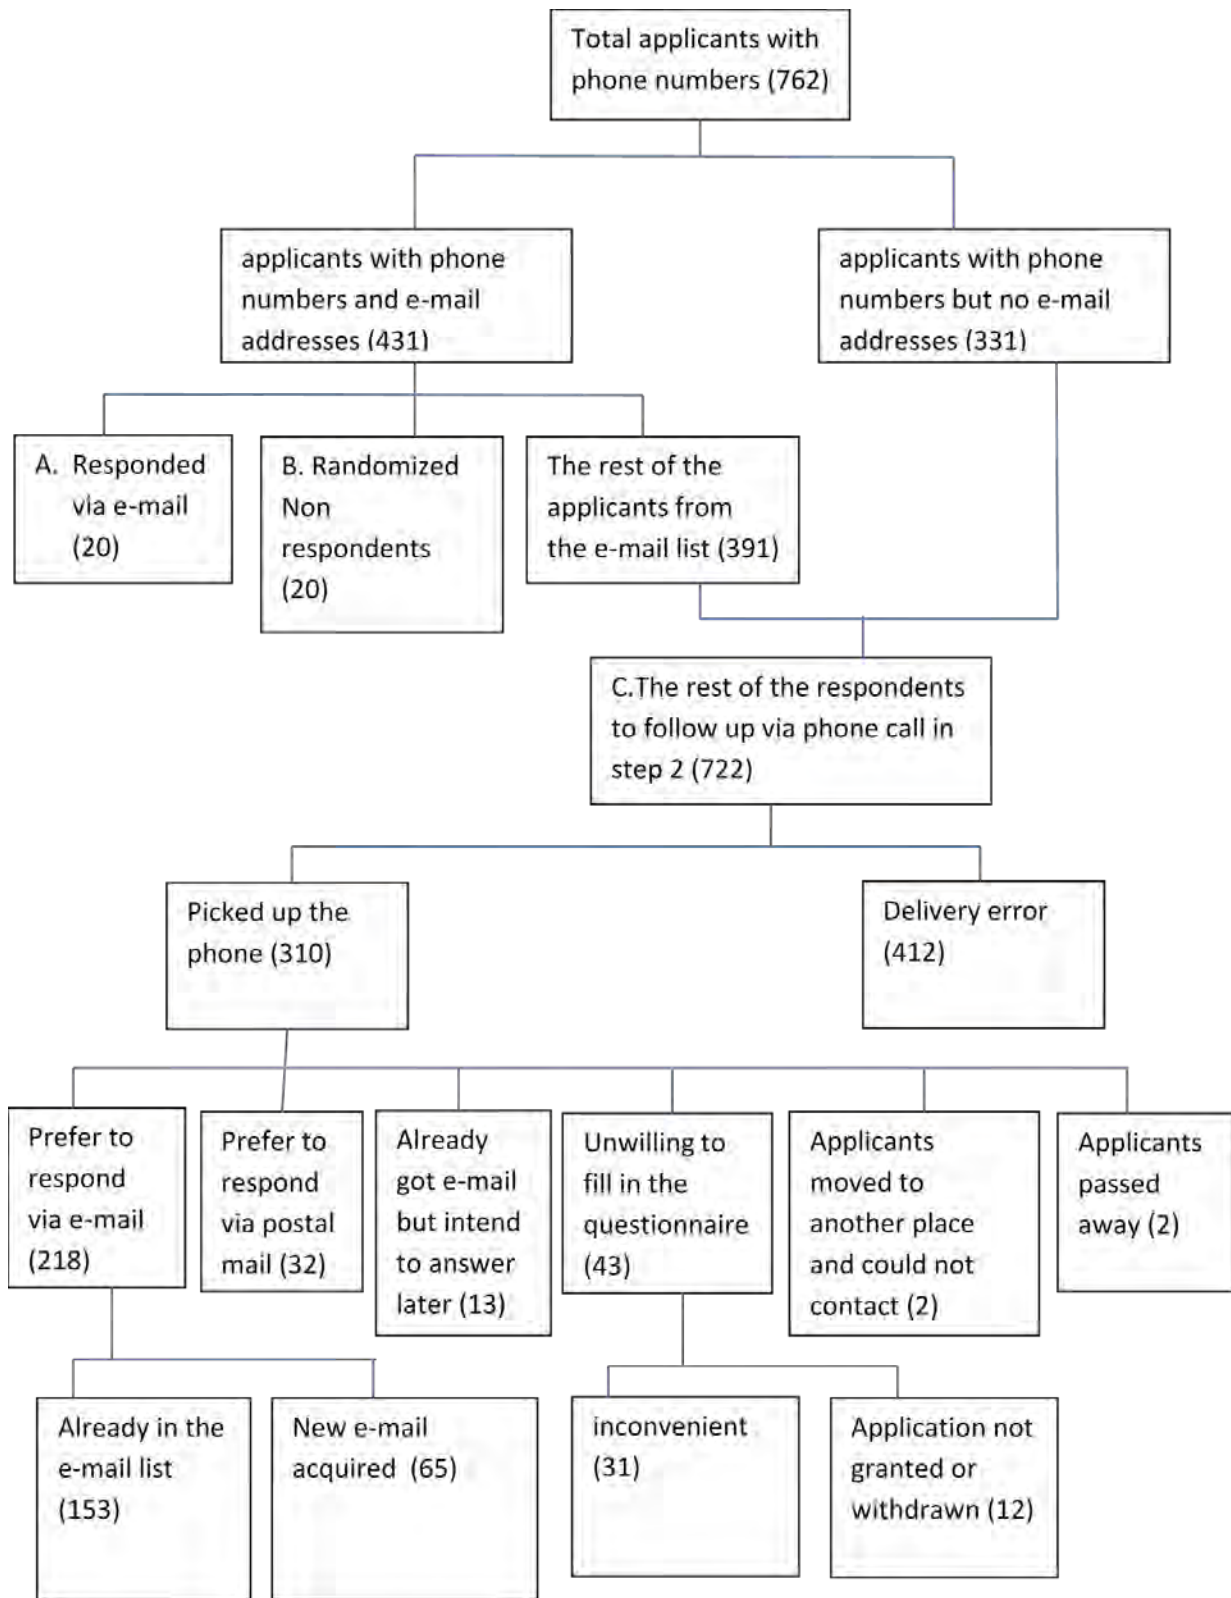 Total applicants with
phone numbers (762)
applicants with phone
numbers and e-mail
addresses (431)
applicants with phone
numbers but no e-mail
addresses (331)
A. Responded
via e-mail
(20)
B. Randomized
Non
respondents
(20)
The rest of the
applicants from
the e-mail list (391)
C.The rest of the respondents
to follow up via phone call in
step 2 (722)
Picked up the
phone (310)
Delivery error
(412)
Prefer to
respond
via e-mail
(218)
Prefer to
respond
via postal
mail (32)
Already
got e-mail
but intend
to answer
later (13)
Unwilling to
fill in the
questionnaire
(43)
Applicants
moved to
another place
and could not
contact (2)
Applicants
passed
away (2)
Already in the
e-mail list
(153)
New e-mail
acquired (65)
inconvenient
(31)
Application not
granted or
withdrawn (12)